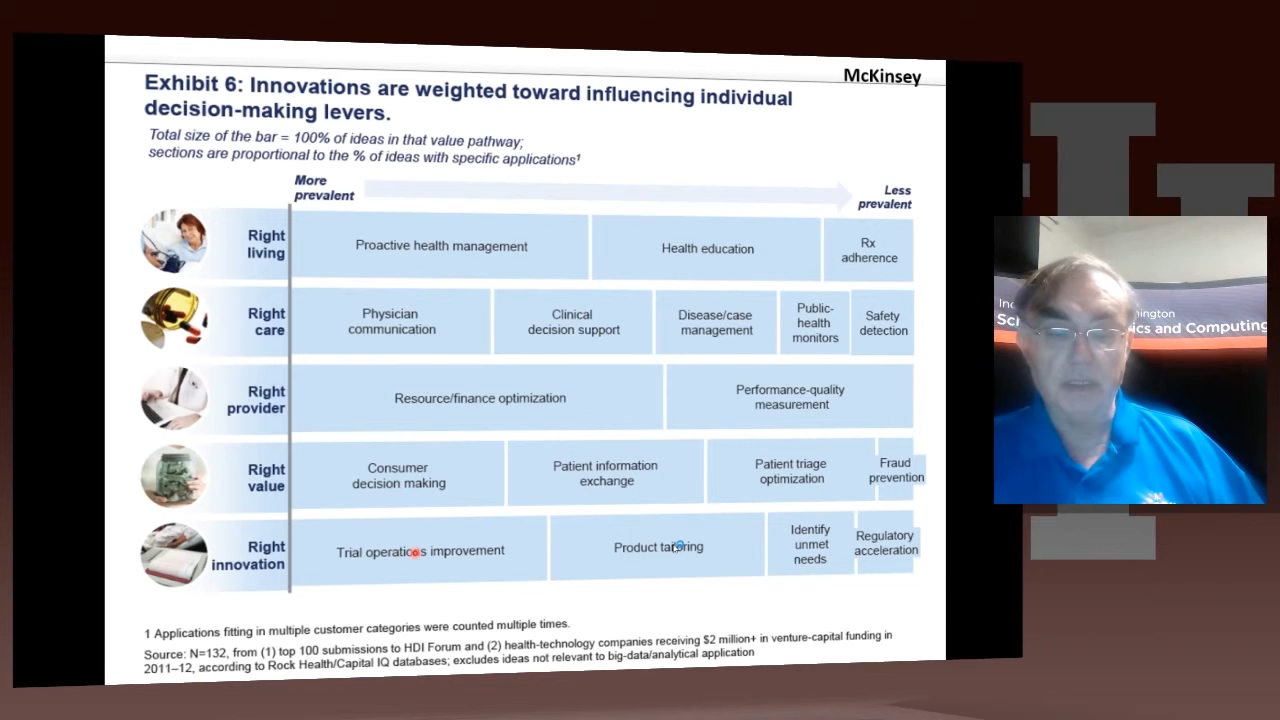 McKinsey
Exhibit 6: Innovations are weighted toward influencing individual
decision-making levers.
Total size of the bar = 100% of ideas in that value pathway;
sections are proportional to the % of ideas with specific applications¹
More
prevalent
Less
prevalent
Right
living
Proactive health management
Health education
Rx
adherence
Right
care
Physician
communication
Clinical
decision support
Disease/case
management
Public-
health
monitors
Safety
detection
Right
provider
Resource/finance optimization
Performance-quality
measurement
Right
value
Consumer
decision making
Patient information
exchange
Patient triage
optimization
Fraud
prevention
Right
innovation
Trial operations improvement
Product tailoring
Identify
unmet
needs
Regulatory
acceleration
1 Applications fitting in multiple customer categories were counted multiple times.
Source: N=132, from (1) top 100 submissions to HDI Forum and (2) health-technology companies receiving $2 million+ in venture-capital funding in
2011–12, according to Rock Health/Capital IQ databases; excludes ideas not relevant to big-data/analytical application
ics and Computing